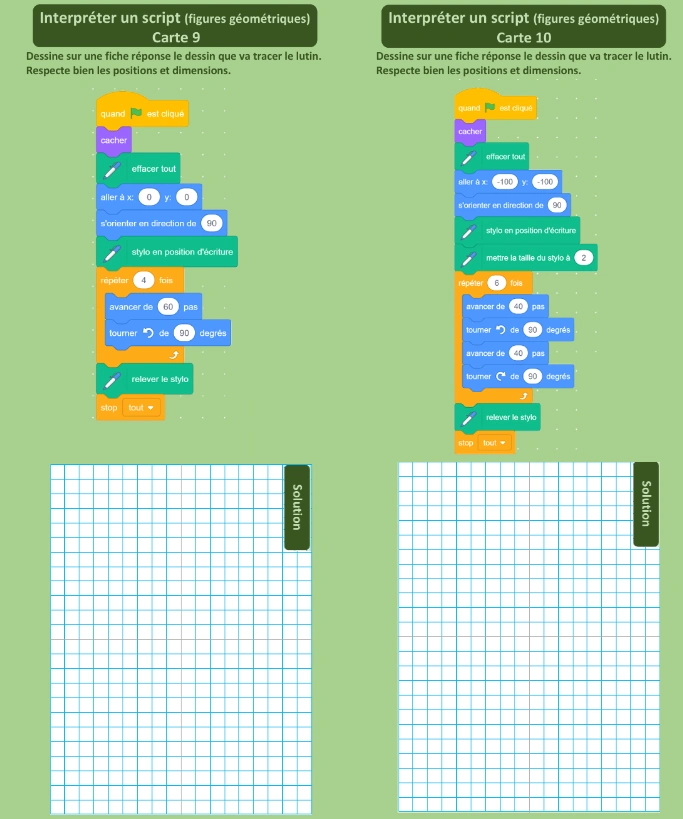 Interpréter un script (figures géométriques)
Carte 9
Dessine sur une fiche réponse le dessin que va tracer le lutin.
Respecte bien les positions et dimensions.
quand est cliqué
cacher
effacer tout
aller à x: 0 y: 0
s'orienter en direction de 90
stylo en position d'écriture
répéter 4 fois
avancer de 60 pas
tourner de 90 degrés
relever le stylo
stop tout
Solution
Interpréter un script (figures géométriques)
Carte 10
Dessine sur une fiche réponse le dessin que va tracer le lutin.
Respecte bien les positions et dimensions.
quand est cliqué
cacher
effacer tout
aller à x: -100 y: -100
s'orienter en direction de 90
stylo en position d'écriture
mettre la taille du stylo à 2
répéter 6 fois
avancer de 40 pas
tourner de 90 degrés
avancer de 40 pas
tourner de 90 degrés
relever le stylo
stop tout
Solution